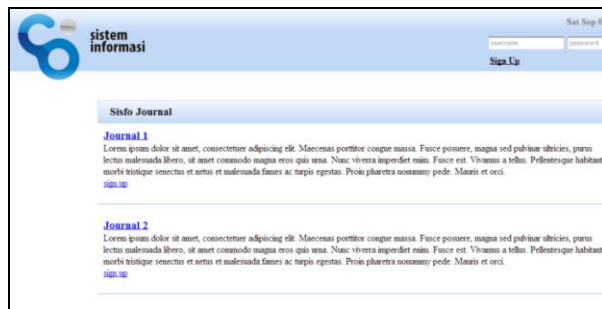 sistem
informasi
Sat Sep 0
username password
Sign Up
Sisfo Journal
Journal 1
Lorem ipsum dolor sit amet, consectetuer adipiscing elit. Maecenas porttitor congue massa. Fusce posuere, magna sed pulvinar ultricies, purus
lectus malesuada libero, sit amet commodo magna eros quis urna. Nunc viverra imperdiet enim. Fusce est. Vivamus a tellus. Pellentesque habitant
morbi tristique senectus et netus et malesuada fames ac turpis egestas. Proin pharetra nonummy pede. Mauris et orci.
sign up
Journal 2
Lorem ipsum dolor sit amet, consectetuer adipiscing elit. Maecenas porttitor congue massa. Fusce posuere, magna sed pulvinar ultricies, purus
lectus malesuada libero, sit amet commodo magna eros quis urna. Nunc viverra imperdiet enim. Fusce est. Vivamus a tellus. Pellentesque habitant
morbi tristique senectus et netus et malesuada fames ac turpis egestas. Proin pharetra nonummy pede. Mauris et orci.
sign up